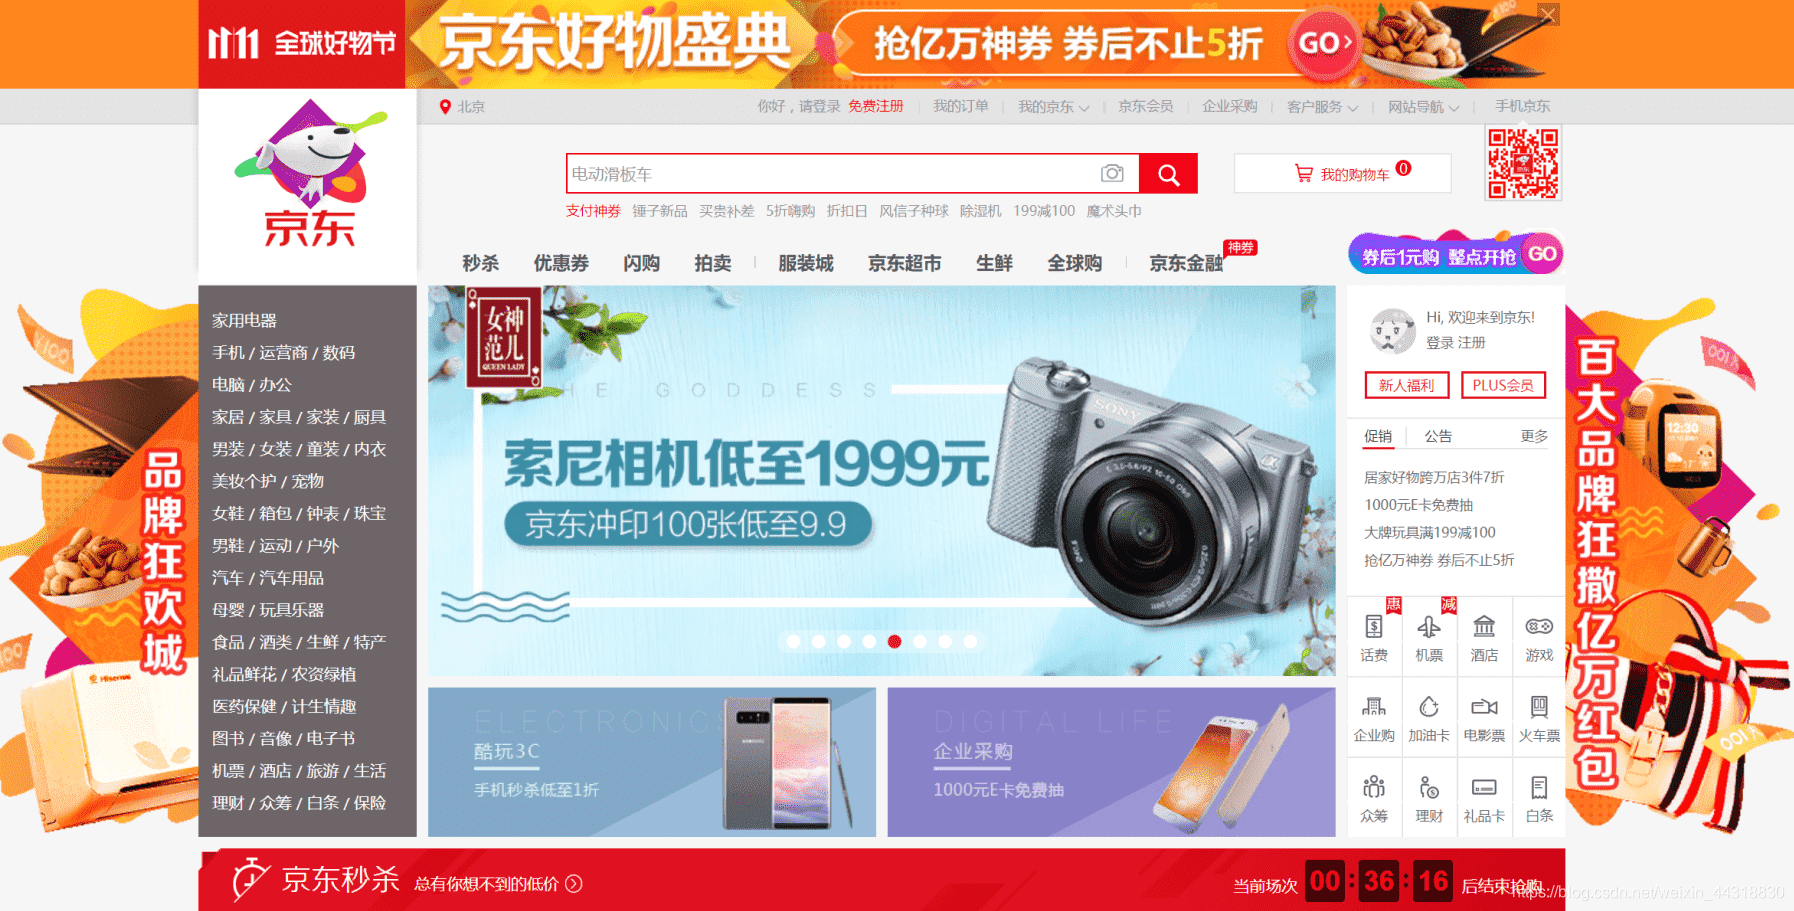 11.11 全球好物节
京东好物盛典
抢亿万神券 券后不止5折
GO
北京
你好，请登录 免费注册
我的订单
我的京东
京东会员
企业采购
客户服务
网站导航
手机京东
京东
电动滑板车
我的购物车 0
支付神券 锤子新品 买贵补差 5折嗨购 折扣日 风信子种球 除湿机 199减100 魔术头巾
秒杀 优惠券 闪购 拍卖 服装城 京东超市 生鲜 全球购 京东金融
神券
券后1元购 整点开抢 GO
家用电器
手机 / 运营商 / 数码
电脑 / 办公
家居 / 家具 / 家装 / 厨具
男装 / 女装 / 童装 / 内衣
美妆个护 / 宠物
女鞋 / 箱包 / 钟表 / 珠宝
男鞋 / 运动 / 户外
汽车 / 汽车用品
母婴 / 玩具乐器
食品 / 酒类 / 生鲜 / 特产
礼品鲜花 / 农资绿植
医药保健 / 计生情趣
图书 / 音像 / 电子书
机票 / 酒店 / 旅游 / 生活
理财 / 众筹 / 白条 / 保险
Q
女神
范儿
QUEEN LADY
Q
HE GODDESS
索尼相机低至1999元
京东冲印100张低至9.9
SONY
α
ELECTRONICS
酷玩3C
手机秒杀低至1折
DIGITAL LIFE
企业采购
1000元E卡免费抽
Hi, 欢迎来到京东!
登录 注册
新人福利
PLUS会员
促销
公告
更多
居家好物跨万店3件7折
1000元E卡免费抽
大牌玩具满199减100
抢亿万神券 券后不止5折
惠
减
话费 机票 酒店 游戏
企业购 加油卡 电影票 火车票
众筹 理财 礼品卡 白条
品牌狂欢城
Hisense
百大品牌狂撒亿万红包
12:30
京东秒杀
总有你想不到的低价
当前场次 00:36:16 后结束抢购
https://blog.csdn.net/weixin_44318830